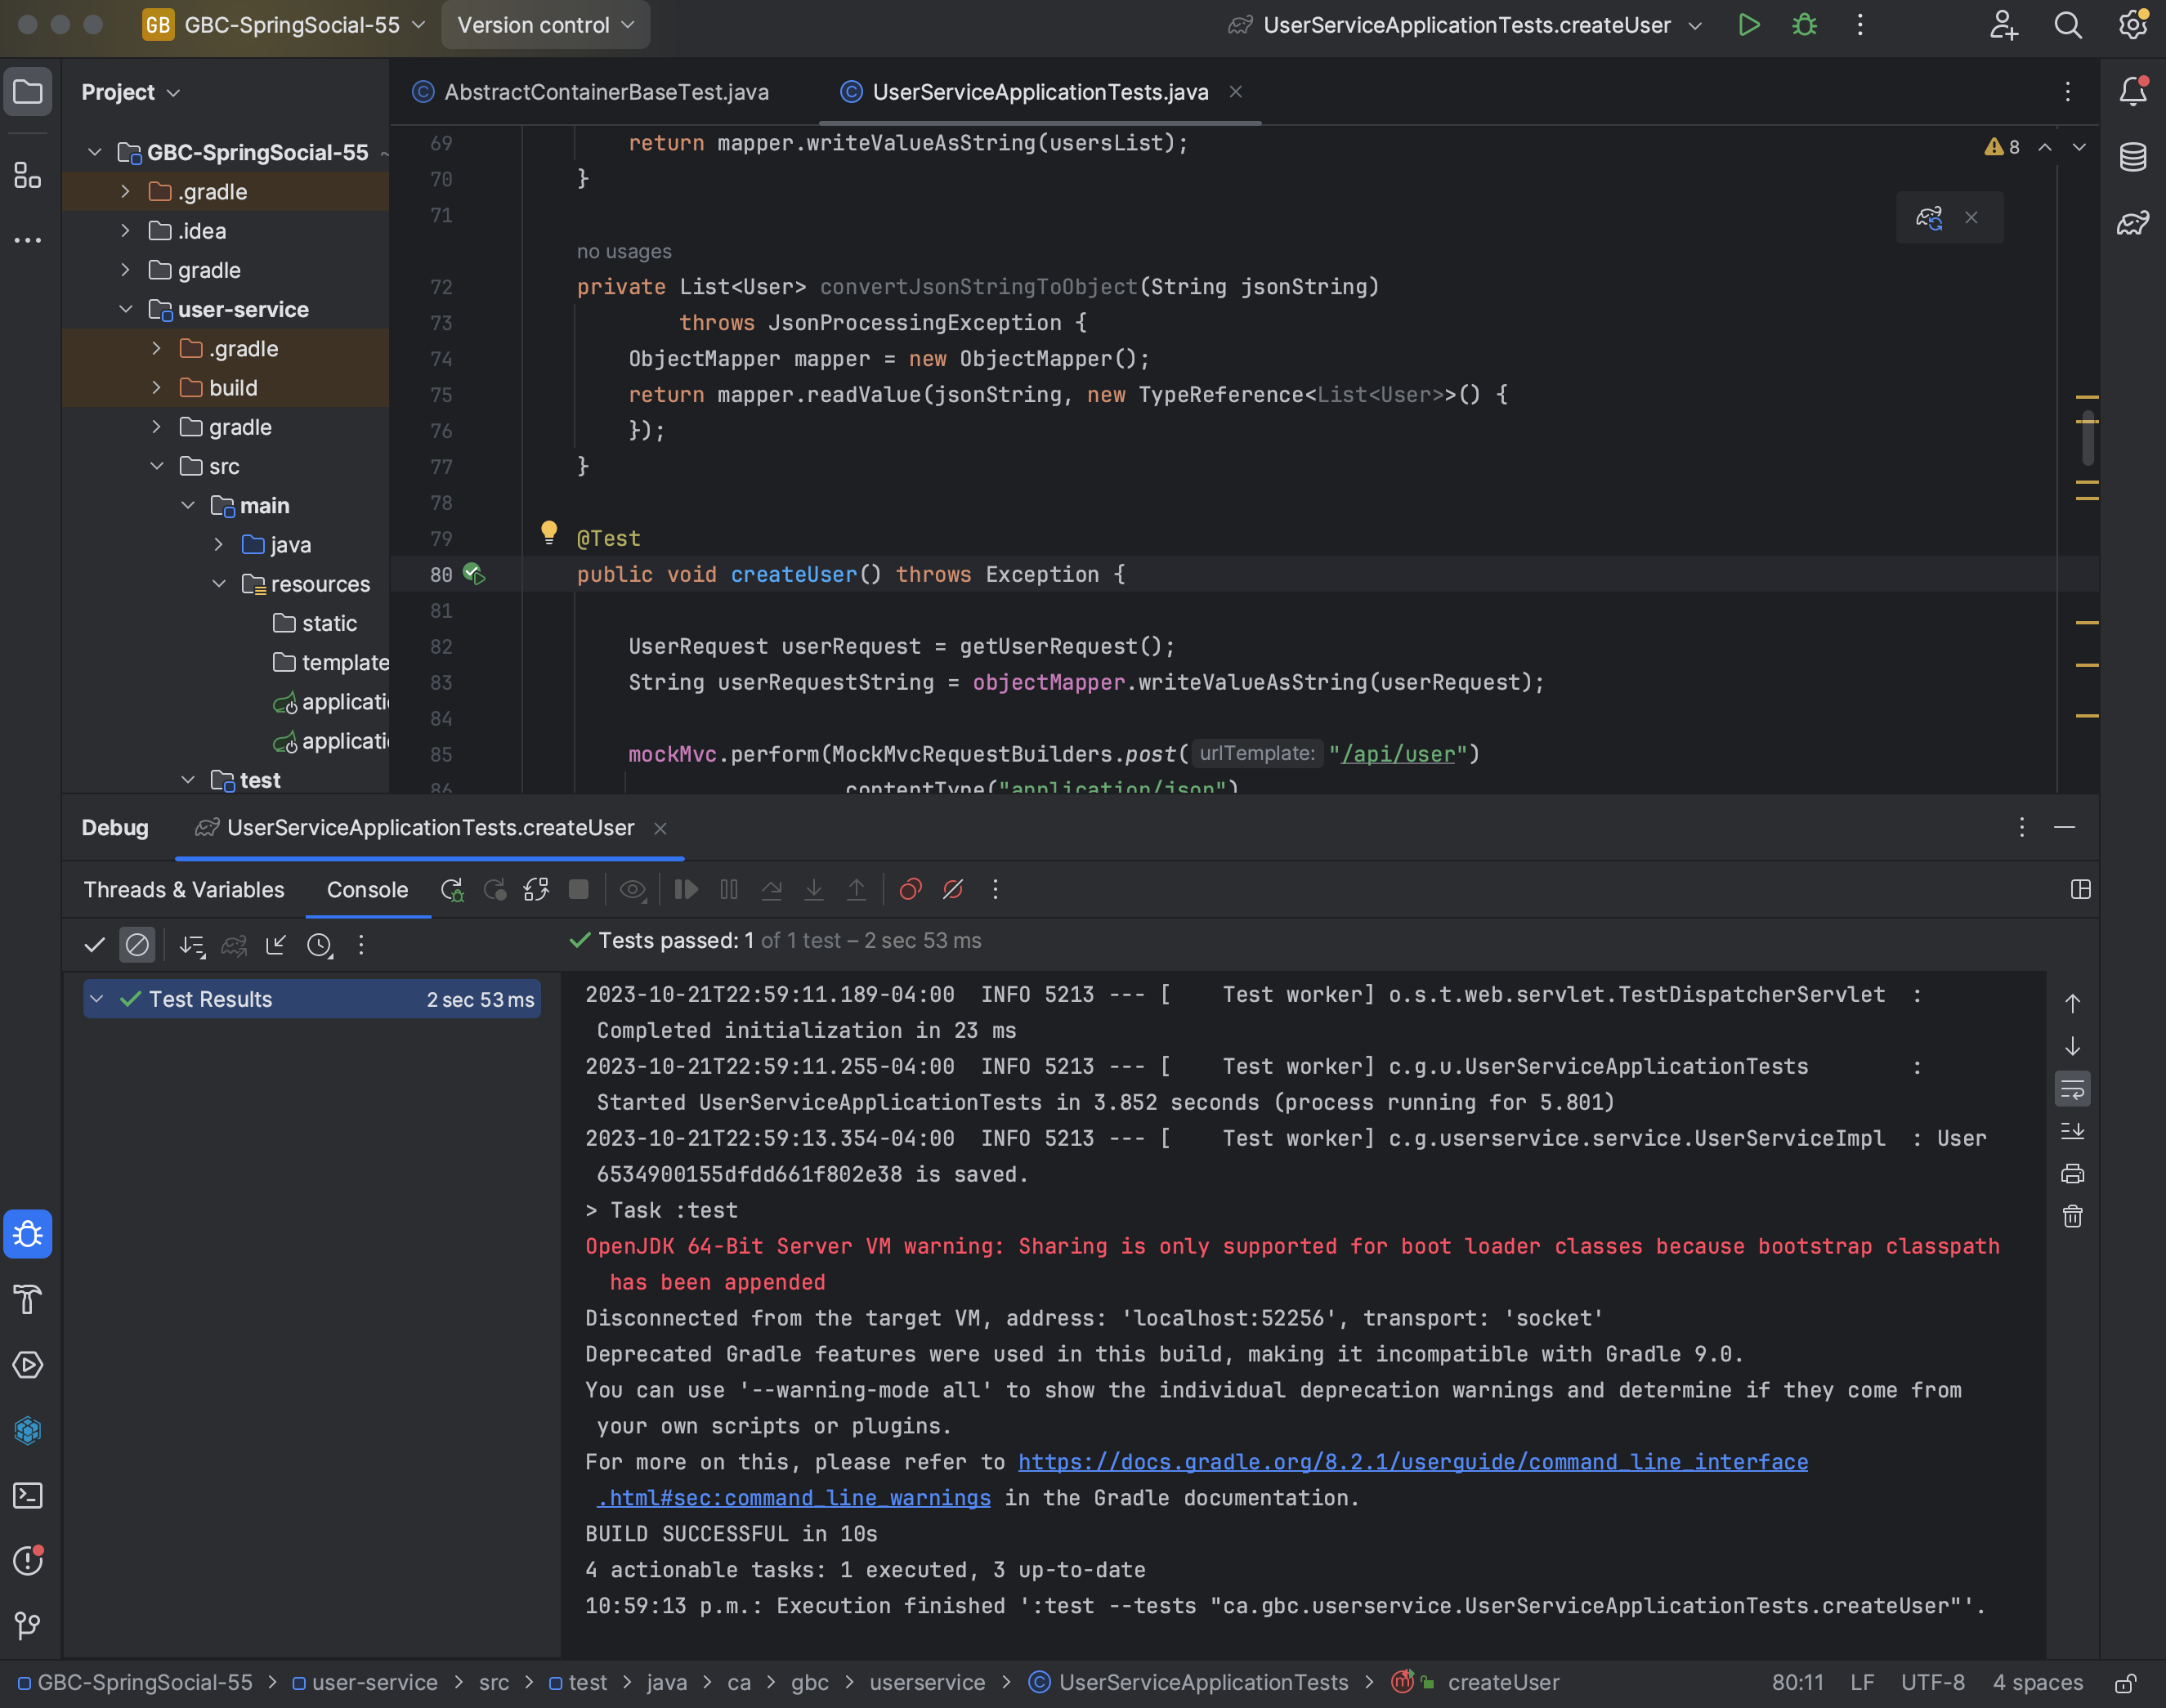 GB GBC-SpringSocial-55 Version control UserServiceApplicationTests.createUser
Project
AbstractContainerBaseTest.java UserServiceApplicationTests.java
GBC-SpringSocial-55 ~
.gradle
.idea
gradle
user-service
.gradle
build
gradle
src
main
java
resources
static
template
applicati
applicati
test
8
69 return mapper.writeValueAsString(usersList);
70 }
71
no usages
72 private List<User> convertJsonStringToObject(String jsonString)
73 throws JsonProcessingException {
74 ObjectMapper mapper = new ObjectMapper();
75 return mapper.readValue(jsonString, new TypeReference<List<User>>() {
76 });
77 }
78
79 @Test
80 public void createUser() throws Exception {
81
82 UserRequest userRequest = getUserRequest();
83 String userRequestString = objectMapper.writeValueAsString(userRequest);
84
85 mockMvc.perform(MockMvcRequestBuilders.post( urlTemplate: "/api/user")
86 .contentType("application/json")
Debug UserServiceApplicationTests.createUser
Threads & Variables Console
Tests passed: 1 of 1 test – 2 sec 53 ms
Test Results 2 sec 53 ms
2023-10-21T22:59:11.189-04:00 INFO 5213 --- [ Test worker] o.s.t.web.servlet.TestDispatcherServlet :
Completed initialization in 23 ms
2023-10-21T22:59:11.255-04:00 INFO 5213 --- [ Test worker] c.g.u.UserServiceApplicationTests :
Started UserServiceApplicationTests in 3.852 seconds (process running for 5.801)
2023-10-21T22:59:13.354-04:00 INFO 5213 --- [ Test worker] c.g.userservice.service.UserServiceImpl : User
6534900155dfdd661f802e38 is saved.
> Task :test
OpenJDK 64-Bit Server VM warning: Sharing is only supported for boot loader classes because bootstrap classpath
has been appended
Disconnected from the target VM, address: 'localhost:52256', transport: 'socket'
Deprecated Gradle features were used in this build, making it incompatible with Gradle 9.0.
You can use '--warning-mode all' to show the individual deprecation warnings and determine if they come from
your own scripts or plugins.
For more on this, please refer to https://docs.gradle.org/8.2.1/userguide/command_line_interface
.html#sec:command_line_warnings in the Gradle documentation.
BUILD SUCCESSFUL in 10s
4 actionable tasks: 1 executed, 3 up-to-date
10:59:13 p.m.: Execution finished ':test --tests "ca.gbc.userservice.UserServiceApplicationTests.createUser"'.
GBC-SpringSocial-55 > user-service > src > test > java > ca > gbc > userservice > UserServiceApplicationTests > createUser 80:11 LF UTF-8 4 spaces